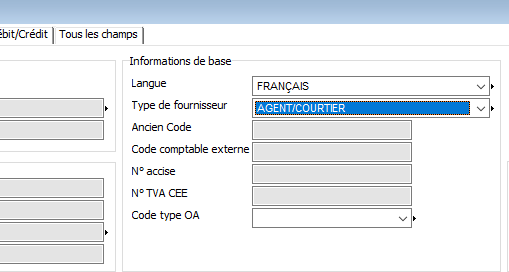 ébit/Crédit Tous les champs
Informations de base
Langue FRANÇAIS
Type de fournisseur AGENT/COURTIER
Ancien Code
Code comptable externe
N° accise
N° TVA CEE
Code type OA